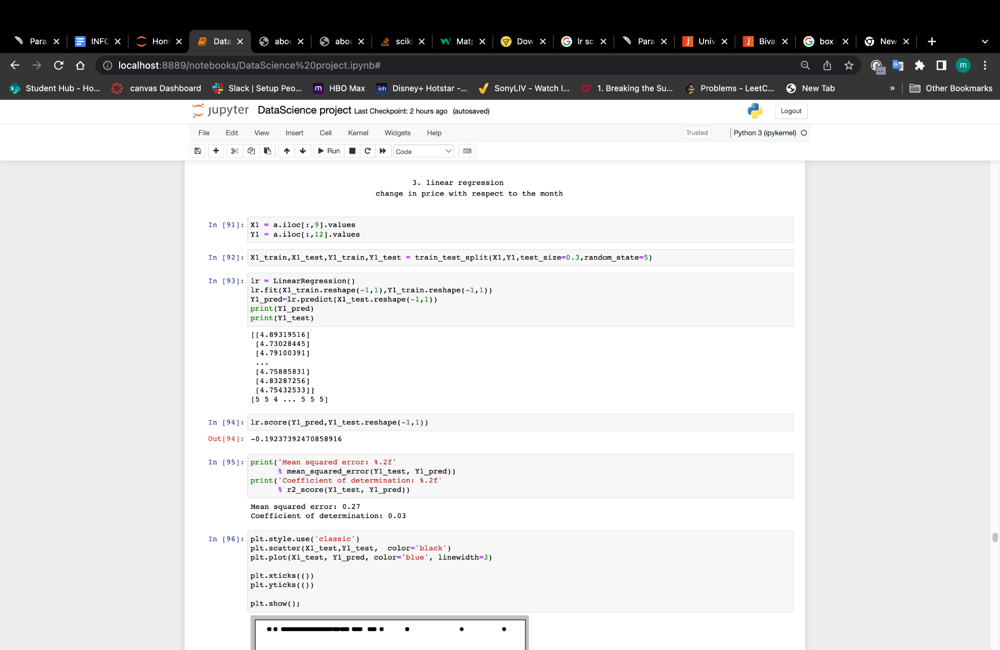 Para
INFC
Hom
Data
abou
abou
sciki
Matp
Dow
lr sc
Para
Univ
Biva
box
New
localhost:8889/notebooks/DataScience%20project.ipynb#
m
Student Hub - Ho...
canvas Dashboard
Slack | Setup Peo...
HBO Max
Disney+ Hotstar -...
SonyLIV - Watch I...
1. Breaking the Su...
Problems - LeetC...
New Tab
»
Other Bookmarks
jupyter DataScience project Last Checkpoint: 2 hours ago (autosaved)
Logout
File Edit View Insert Cell Kernel Widgets Help
Trusted
Python 3 (ipykernel)
Run
Code
3. linear regression
change in price with respect to the month
In [91]: X1 = a.iloc[:,9].values
Y1 = a.iloc[:,12].values
In [92]: X1_train,X1_test,Y1_train,Y1_test = train_test_split(X1,Y1,test_size=0.3,random_state=5)
In [93]: lr = LinearRegression()
lr.fit(X1_train.reshape(-1,1),Y1_train.reshape(-1,1))
Y1_pred=lr.predict(X1_test.reshape(-1,1))
print(Y1_pred)
print(Y1_test)
[[4.89319516]
[4.73028445]
[4.79100391]
...
[4.75885831]
[4.83287256]
[4.75432533]]
[5 5 4 ... 5 5 5]
In [94]: lr.score(Y1_pred,Y1_test.reshape(-1,1))
Out[94]: -0.19237392470858916
In [95]: print('Mean squared error: %.2f'
% mean_squared_error(Y1_test, Y1_pred))
print('Coefficient of determination: %.2f'
% r2_score(Y1_test, Y1_pred))
Mean squared error: 0.27
Coefficient of determination: 0.03
In [96]: plt.style.use('classic')
plt.scatter(X1_test,Y1_test,  color='black')
plt.plot(X1_test, Y1_pred, color='blue', linewidth=3)
plt.xticks(())
plt.yticks(())
plt.show();